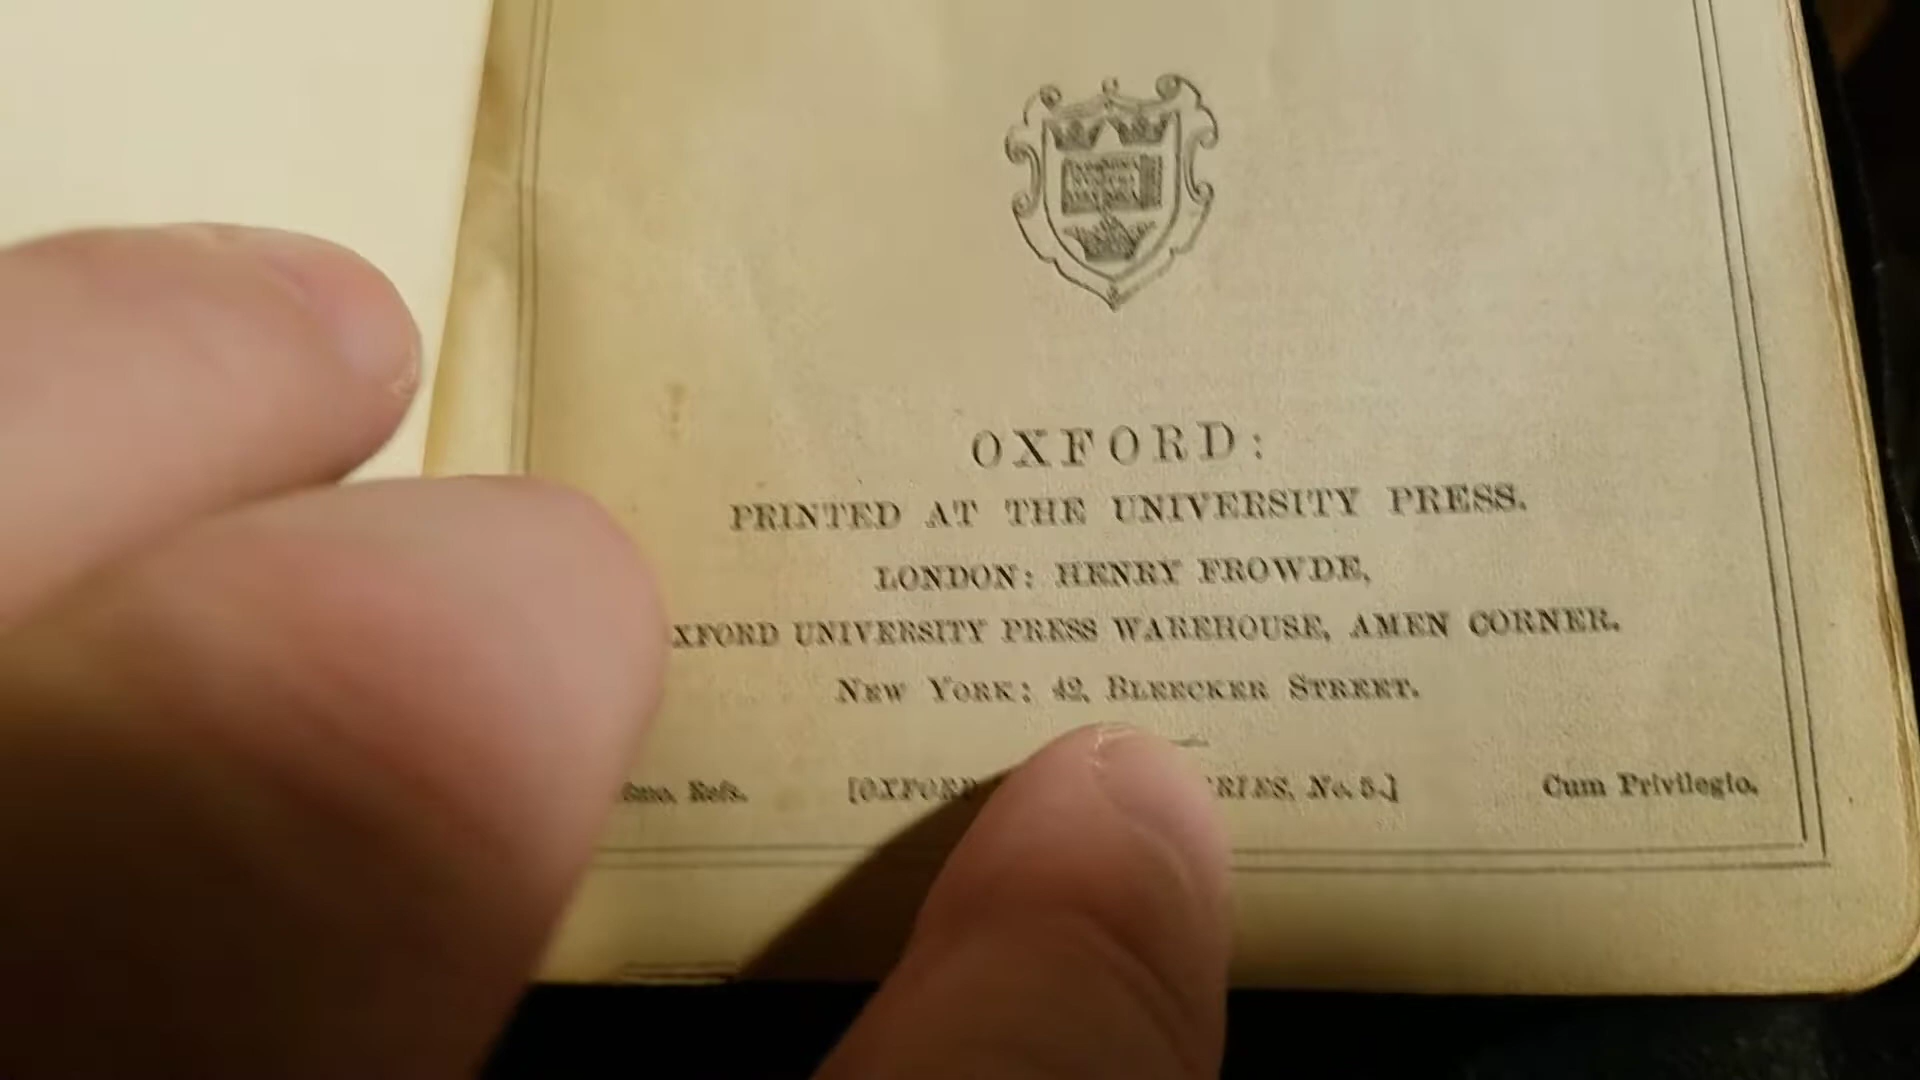 OXFORD:
PRINTED AT THE UNIVERSITY PRESS.
LONDON: HENRY FROWDE,
XFORD UNIVERSITY PRESS WAREHOUSE, AMEN CORNER.
NEW YORK: 42, BLEECKER STREET.
Refs. [OXFORD RIES, No. 5.] Cum Privilegio.